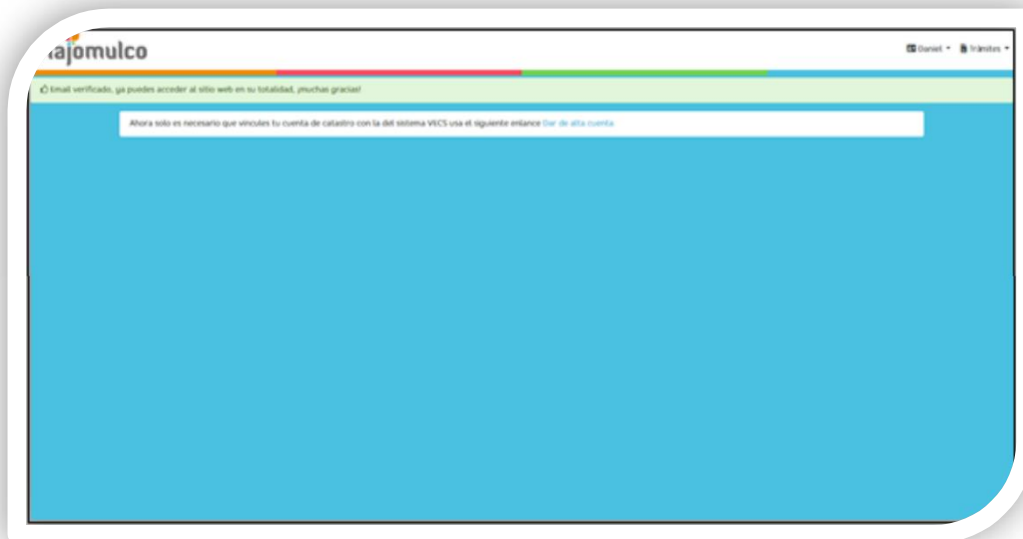 ajomulco
Daniel Trámites
Email verificado, ya puedes acceder al sitio web en su totalidad, ¡muchas gracias!
Ahora solo es necesario que vincules tu cuenta de catastro con la del sistema VECS usa el siguiente enlance Dar de alta cuenta